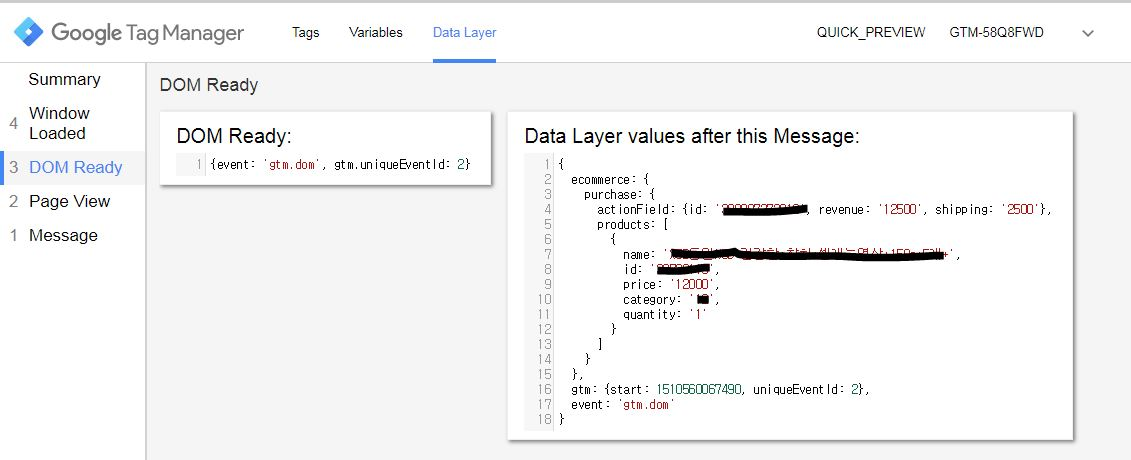 Google Tag Manager
Tags
Variables
Data Layer
QUICK_PREVIEW
GTM-58Q8FWD
Summary
4 Window
Loaded
3 DOM Ready
2 Page View
1 Message
DOM Ready
DOM Ready:
1 {event: 'gtm.dom', gtm.uniqueEventId: 2}
Data Layer values after this Message:
1 {
2 ecommerce: {
3 purchase: {
4 actionField: {id: '', revenue: '12500', shipping: '2500'},
5 products: [
6 {
7 name: '',
8 id: '',
9 price: '12000',
10 category: '',
11 quantity: '1'
12 }
13 ]
14 }
15 },
16 gtm: {start: 1510560067490, uniqueEventId: 2},
17 event: 'gtm.dom'
18 }